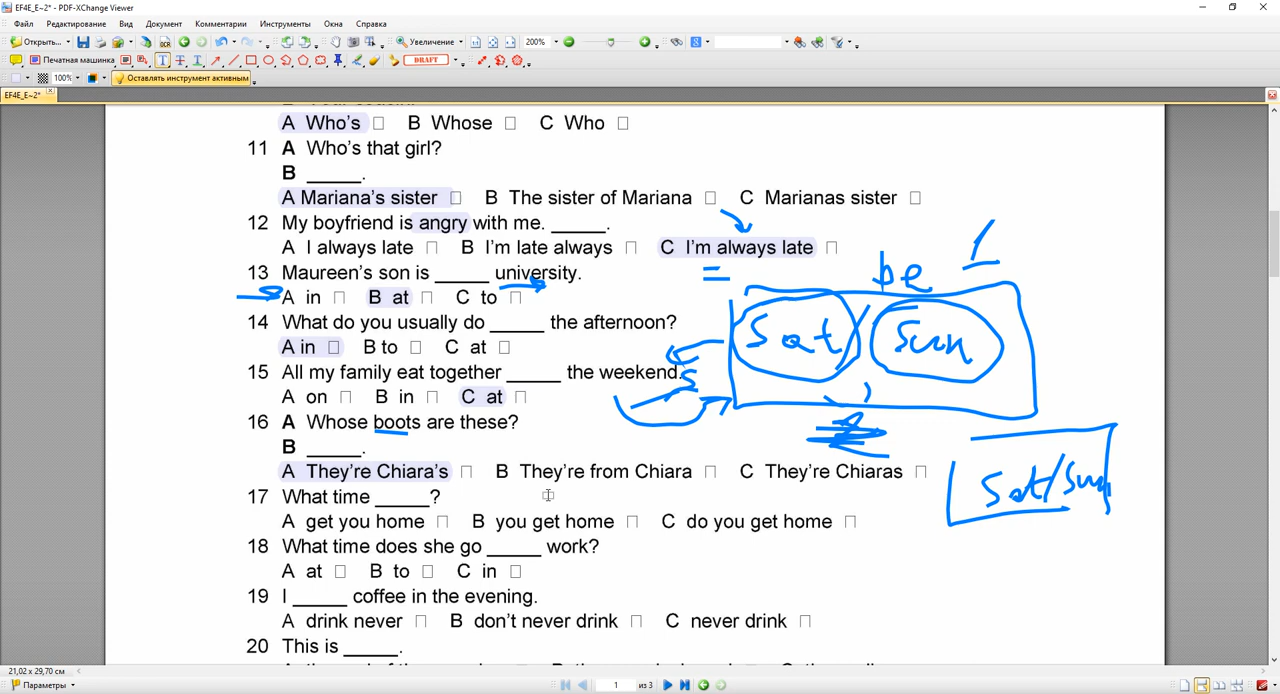 EF4E_E~2* - PDF-XChange Viewer
Файл Редактирование Вид Документ Комментарии Инструменты Окна Справка
Открыть... Увеличение 200%
Печатная машинка DRAFT
100% Оставлять инструмент активным
EF4E_E~2*
A Who's B Whose C Who
11 A Who's that girl?
B _____.
A Mariana's sister B The sister of Mariana C Marianas sister
12 My boyfriend is angry with me. _____.
A I always late B I'm late always C I'm always late
13 Maureen's son is _____ university.
A in B at C to
be 1
14 What do you usually do _____ the afternoon?
A in B to C at
Sat / Sun
15 All my family eat together _____ the weekend.
s
A on B in C at
16 A Whose boots are these?
B _____.
A They're Chiara's B They're from Chiara C They're Chiaras
Sat/Sun
17 What time _____?
A get you home B you get home C do you get home
18 What time does she go _____ work?
A at B to C in
19 I _____ coffee in the evening.
A drink never B don't never drink C never drink
20 This is _____.
21,02 x 29,70 см
Параметры 1 из 3